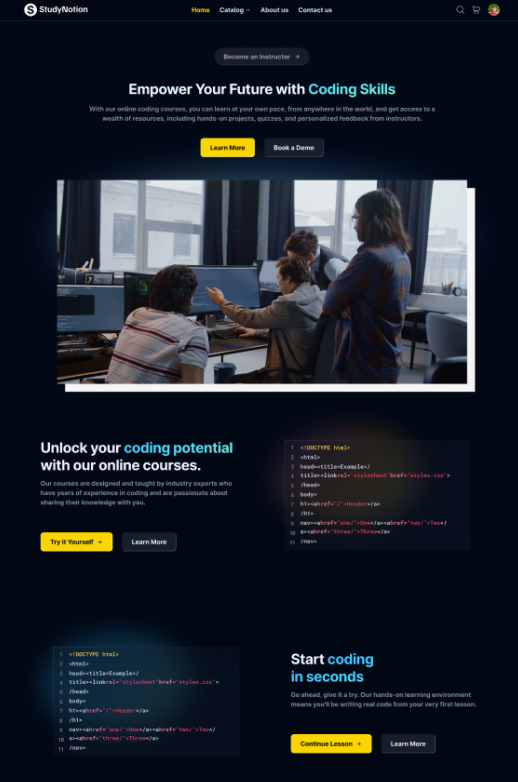 StudyNotion
Home Catalog About us Contact us
Become an Instructor →
Empower Your Future with Coding Skills
With our online coding courses, you can learn at your own pace, from anywhere in the world, and get access to a
wealth of resources, including hands-on projects, quizzes, and personalized feedback from instructors.
Learn More Book a Demo
Unlock your coding potential
with our online courses.
Our courses are designed and taught by industry experts who
have years of experience in coding and are passionate about
sharing their knowledge with you.
Try it Yourself →
Learn More
1 <!DOCTYPE html>
2 <html>
3 head><title>Example</
4 title><linkrel="stylesheet"href="styles.css">
5 /head>
6 body>
7 h1><ahref="/">Header</a>
8 /h1>
9 nav><ahref="one/">One</a><ahref="two/">Two</
10 a><ahref="three/">Three</a>
11 /nav>
1 <!DOCTYPE html>
2 <html>
3 head><title>Example</
4 title><linkrel="stylesheet"href="styles.css">
5 /head>
6 body>
7 h1><ahref="/">Header</a>
8 /h1>
9 nav><ahref="one/">One</a><ahref="two/">Two</
10 a><ahref="three/">Three</a>
11 /nav>
Start coding
in seconds
Go ahead, give it a try. Our hands-on learning environment
means you'll be writing real code from your very first lesson.
Continue Lesson →
Learn More